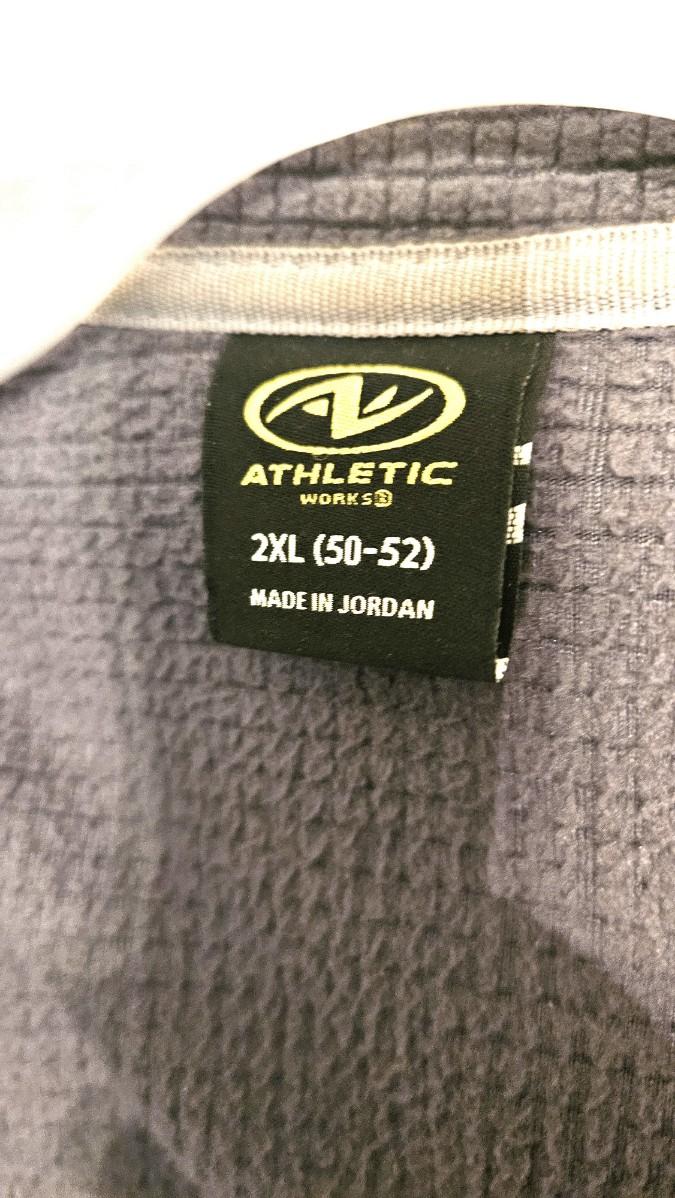 ATHLETIC
WORKS®
2XL (50-52)
MADE IN JORDAN